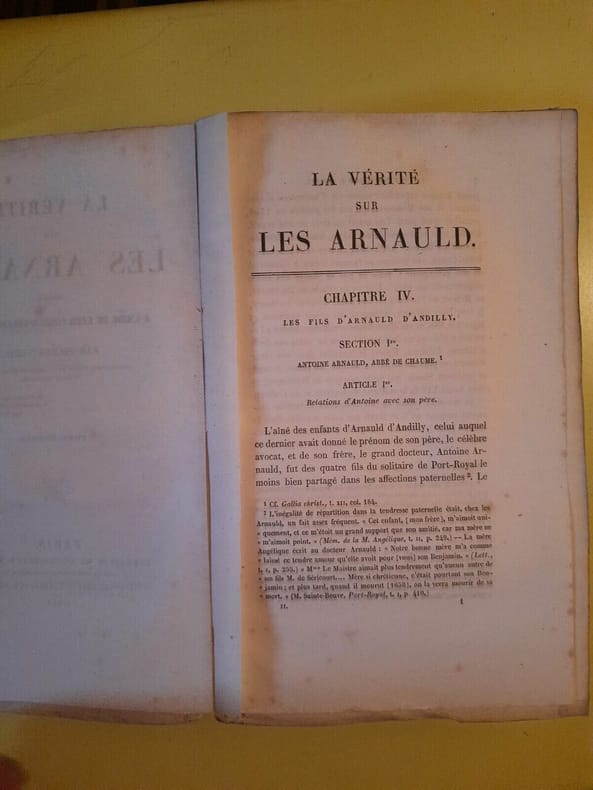 LA VÉRITÉ
SUR
LES ARNAULD.
CHAPITRE IV.
LES FILS D'ARNAULD D'ANDILLY.
SECTION Ire.
ANTOINE ARNAULD, ABBÉ DE CHAUME. 1
ARTICLE Ier.
Relations d'Antoine avec son père.
L'aîné des enfants d'Arnauld d'Andilly, celui auquel
ce dernier avait donné le prénom de son père, le célèbre
avocat, et de son frère, le grand docteur, Antoine Ar-
nauld, fut des quatre fils du solitaire de Port-Royal le
moins bien partagé dans les affections paternelles 2. Le
1 Cf. Gallia christ., t. XII, col. 184.
2 L'inégalité de répartition dans la tendresse paternelle était, chez les
Arnauld, un fait assez fréquent. « Cet enfant, [mon frère], m'aimoit uni-
« quement, et ce m'étoit un grand support que son amitié, car ma mère ne
« m'aimoit point. » (Mém. de la M. Angélique, t. II, p. 249.) — La mère
Angélique écrit au docteur Arnauld : « Notre bonne mère m'a comme
« laissé ce tendre amour qu'elle avoit pour [vous] son Benjamin. » (Lett.,
t. I, p. 255.) « Mme Le Maistre aimait plus tendrement qu'aucun autre de
« ses fils M. de Séricourt.... Mère si chrétienne, c'était pourtant son Ben-
« jamin; et plus tard, quand il mourut [1650], on la verra mourir de sa
« mort. » (M. Sainte-Beuve, Port-Royal, t. I, p. 410.)
II. 1